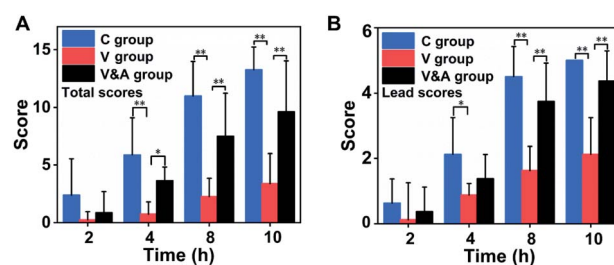 A
C group
V group
V&A group
Total scores
15
10
5
0
Score
**
*
**
**
**
**
2
4
8
10
Time (h)
B
C group
V group
V&A group
Lead scores
6
4
2
0
Score
*
**
**
**
**
2
4
8
10
Time (h)